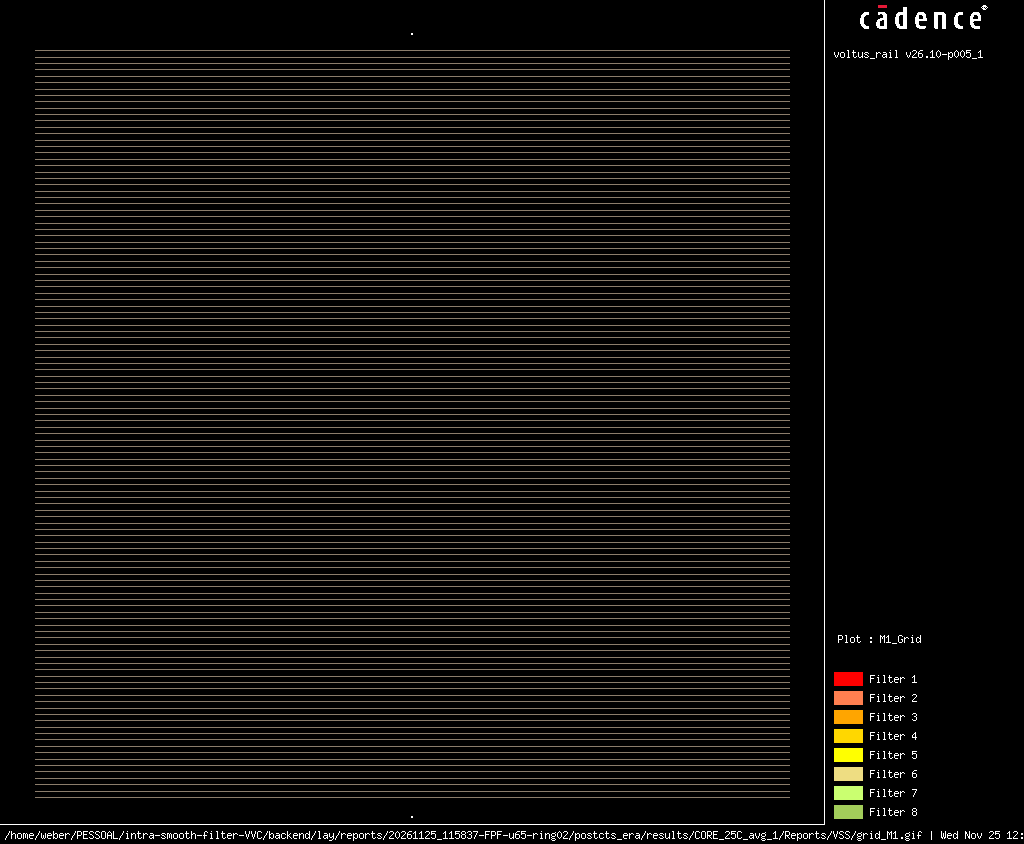 cādence®
voltus_rail v26.10-p005_1
Plot : M1_Grid
Filter 1
Filter 2
Filter 3
Filter 4
Filter 5
Filter 6
Filter 7
Filter 8
/home/weber/PESSOAL/intra-smooth-filter-VVC/backend/lay/reports/20261125_115837-FPF-u65-ring02/postcts_era/results/CORE_25C_avg_1/Reports/VSS/grid_M1.gif | Wed Nov 25 12: